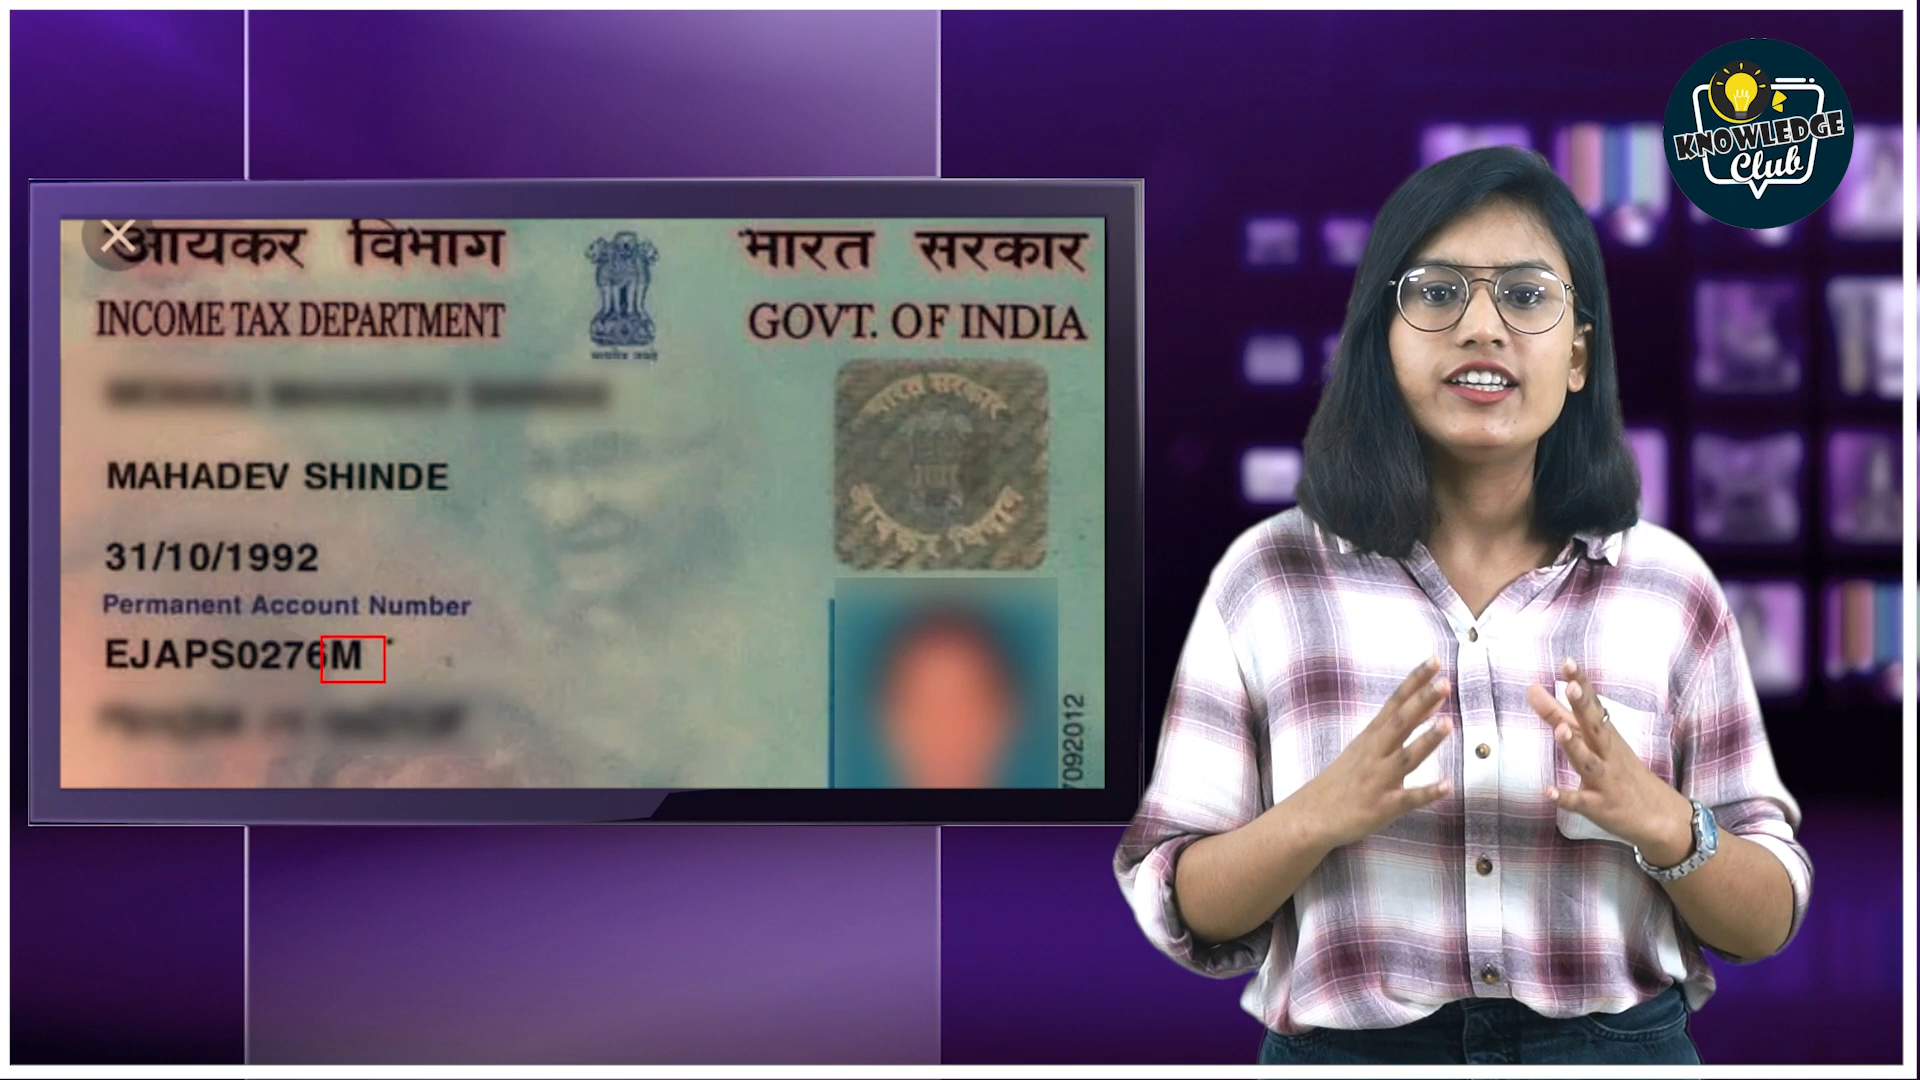 KNOWLEDGE
Club
आयकर विभाग
भारत सरकार
INCOME TAX DEPARTMENT
GOVT. OF INDIA
MAHADEV SHINDE
31/10/1992
Permanent Account Number
EJAPS0276M
7092012